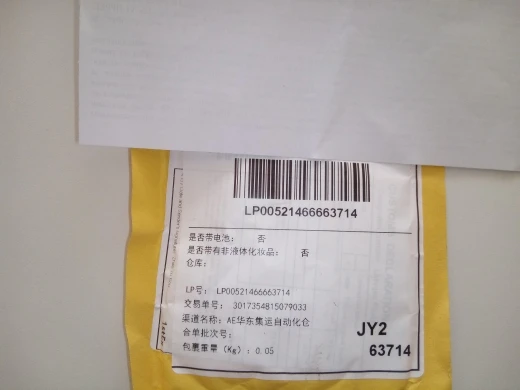 LP00521466663714
是否带电池： 否
是否带有非液体化妆品： 否
仓库：
LP号： LP00521466663714
交易单号： 3017354815079033
渠道名称：AE华东集运自动化仓
合单批次号：
包裹重量（Kg）：0.05
JY2
63714